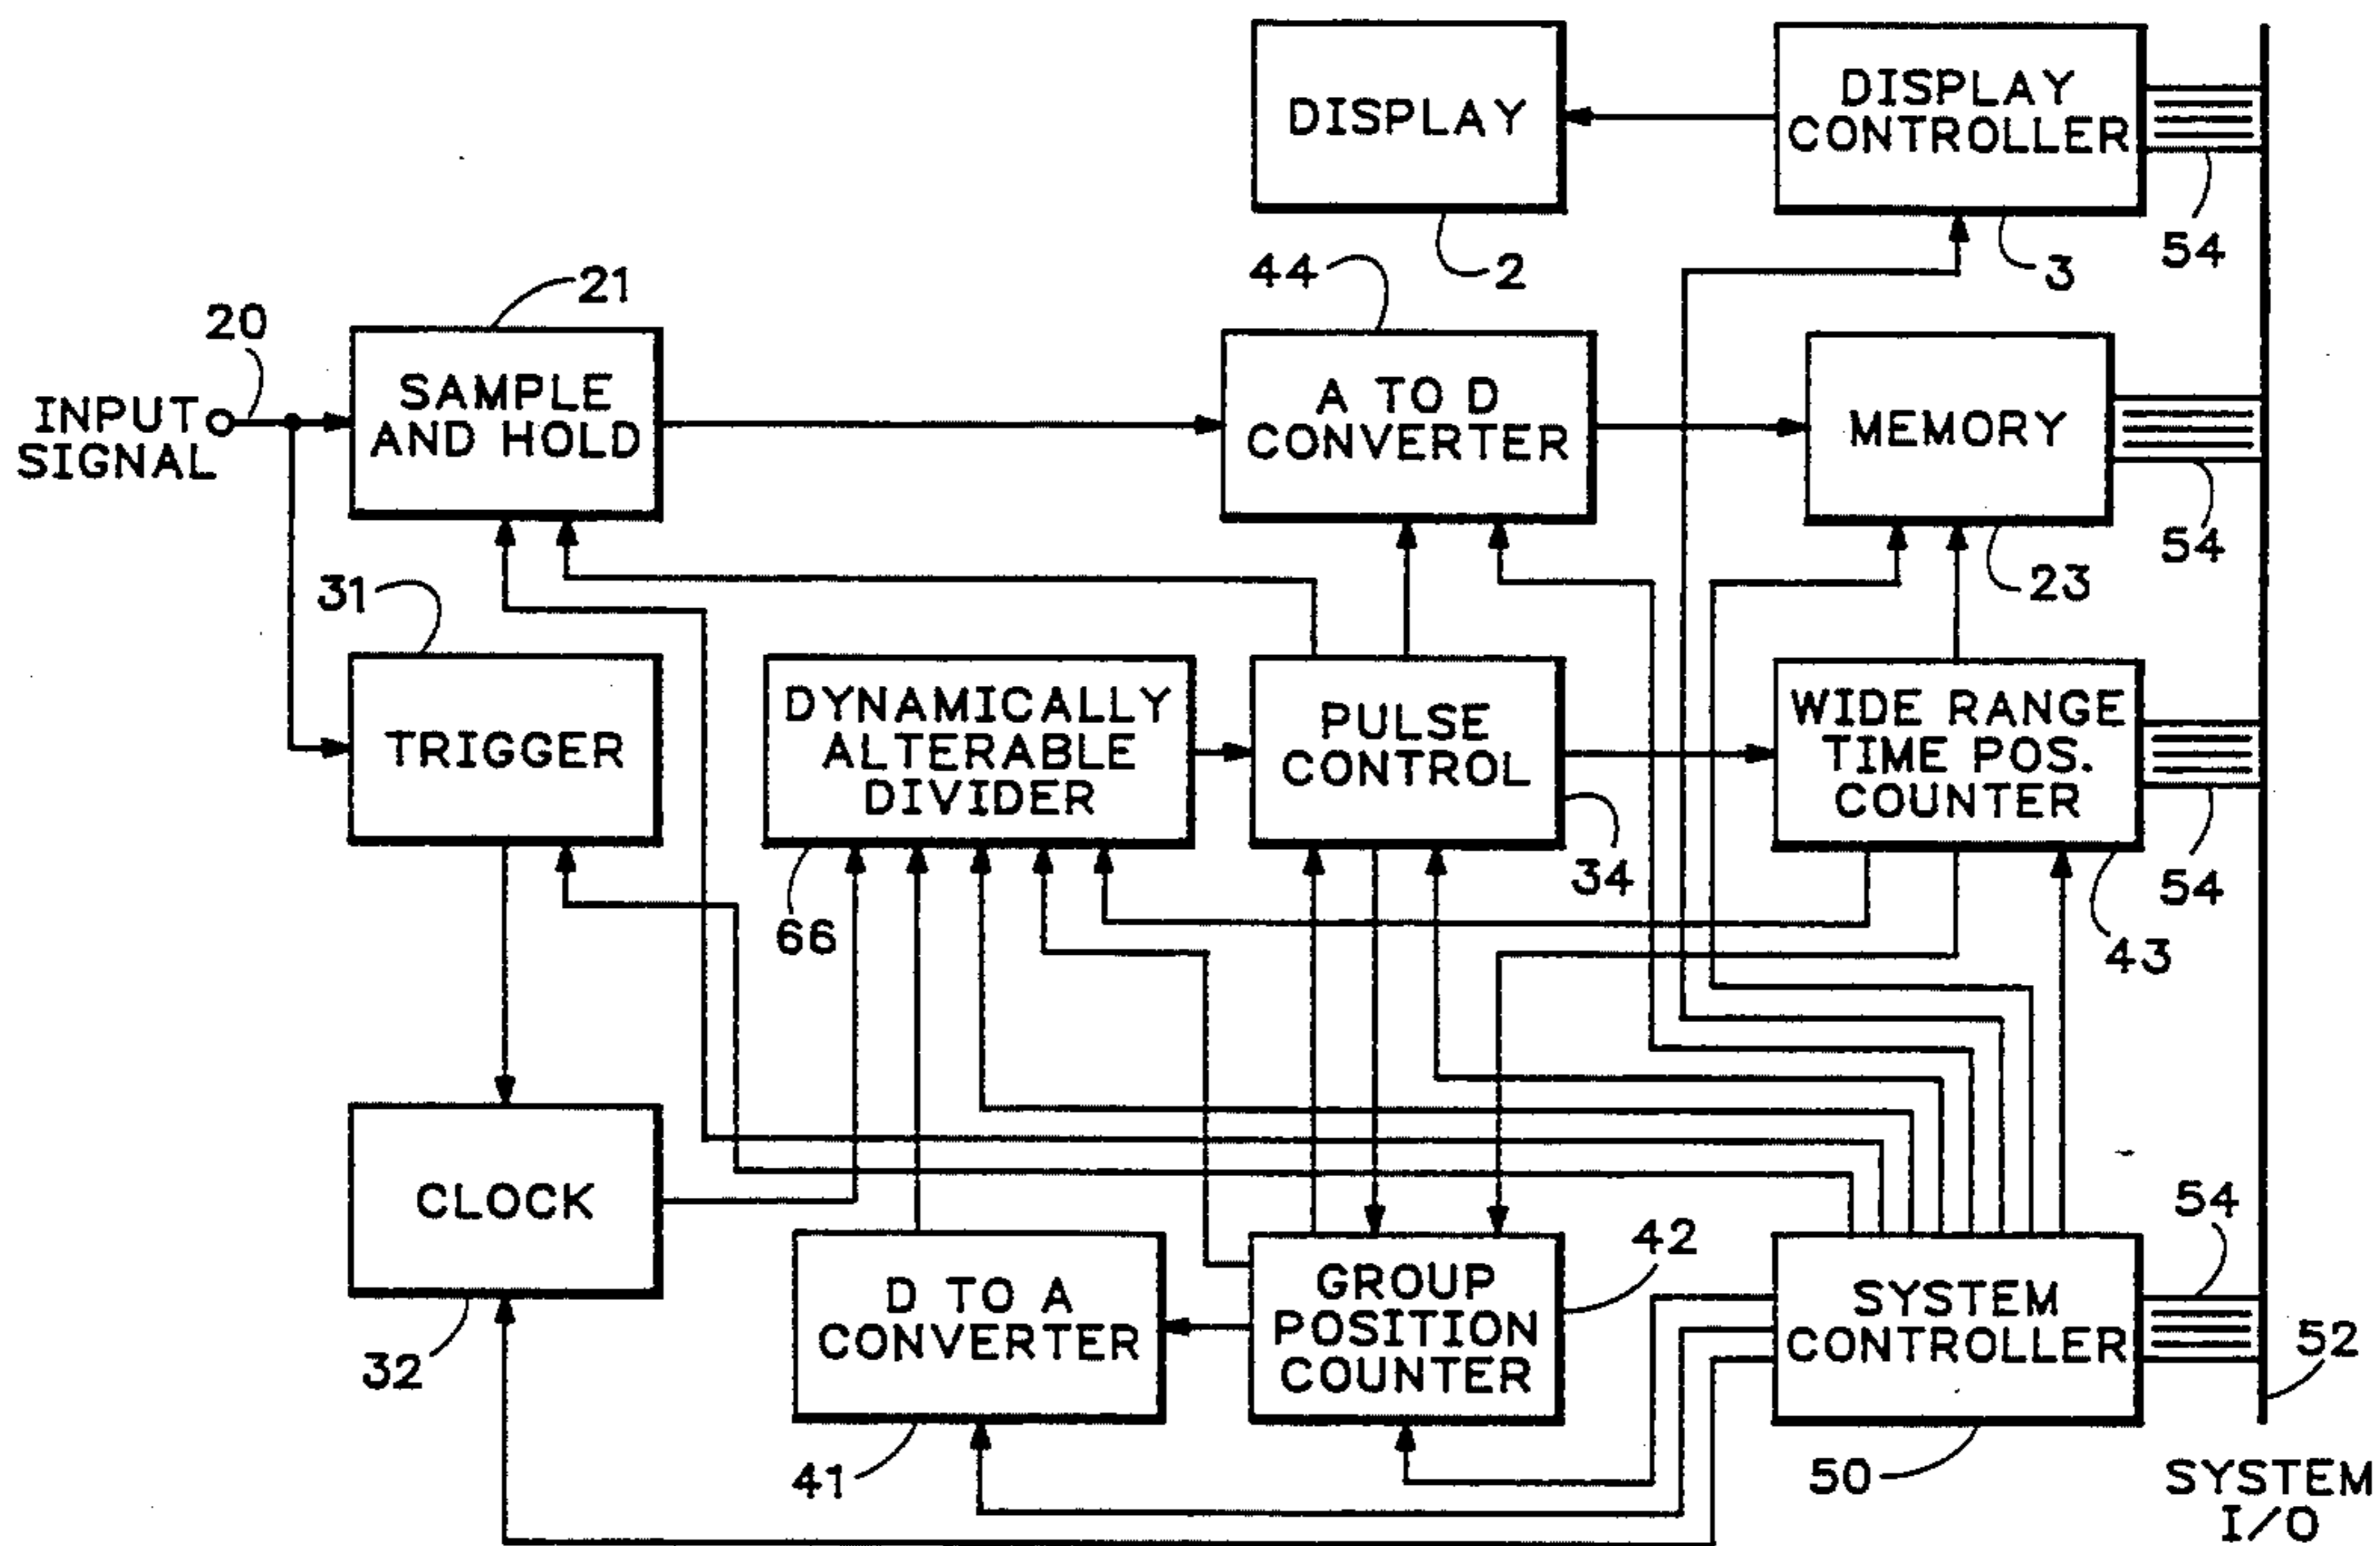 DISPLAY
DISPLAY
CONTROLLER
54
2
3
44
21
20
INPUT
SIGNAL
SAMPLE
AND HOLD
A TO D
CONVERTER
MEMORY
54
23
31
TRIGGER
DYNAMICALLY
ALTERABLE
DIVIDER
PULSE
CONTROL
WIDE RANGE
TIME POS.
COUNTER
34
54
66
43
CLOCK
54
42
D TO A
CONVERTER
GROUP
POSITION
COUNTER
SYSTEM
CONTROLLER
52
32
41
50
SYSTEM
I/O